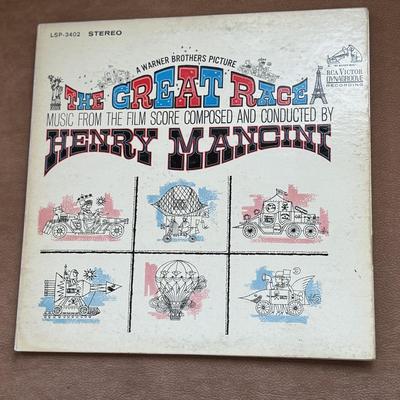 LSP-3402 STEREO
A WARNER BROTHERS PICTURE
THE GREAT RACE
MUSIC FROM THE FILM SCORE COMPOSED AND CONDUCTED BY
HENRY MANCINI
RCA VICTOR
DYNAGROOVE
RECORDING